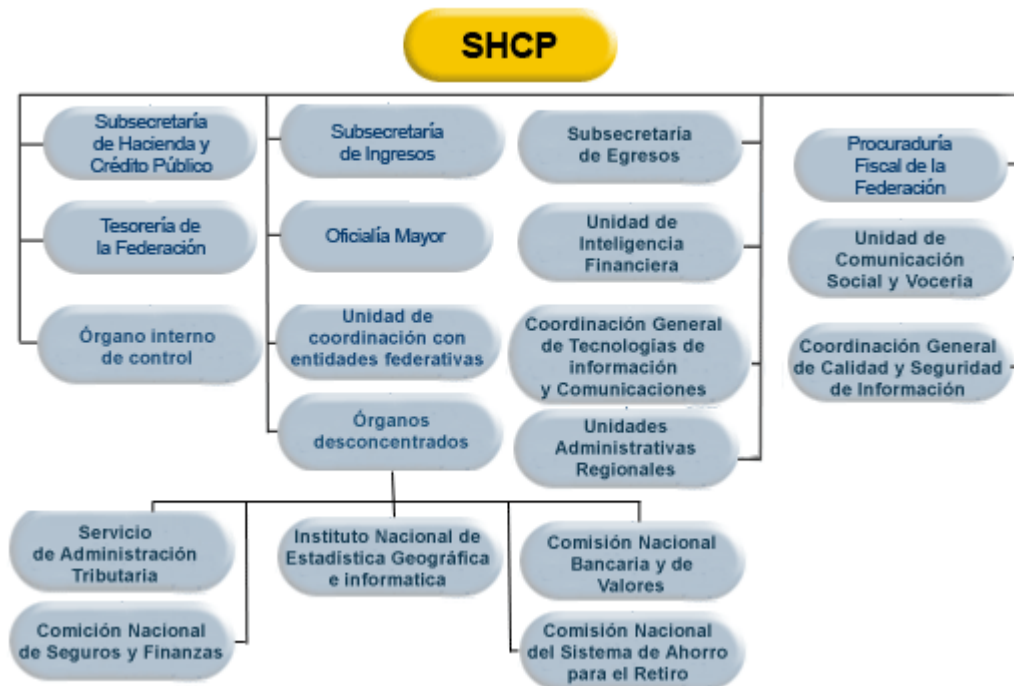 SHCP
Subsecretaría
de Hacienda y
Crédito Público
Subsecretaría
de Ingresos
Subsecretaría
de Egresos
Procuraduría
Fiscal de la
Federación
Tesorería de
la Federación
Oficialía Mayor
Unidad de
Inteligencia
Financiera
Unidad de
Comunicación
Social y Voceria
Órgano interno
de control
Unidad de
coordinación con
entidades federativas
Coordinación General
de Tecnologías de
información
y Comunicaciones
Coordinación General
de Calidad y Seguridad
de Información
Órganos
desconcentrados
Unidades
Administrativas
Regionales
Servicio
de Administración
Tributaria
Instituto Nacional de
Estadística Geográfica
e informatica
Comisión Nacional
Bancaria y de
Valores
Comición Nacional
de Seguros y Finanzas
Comisión Nacional
del Sistema de Ahorro
para el Retiro